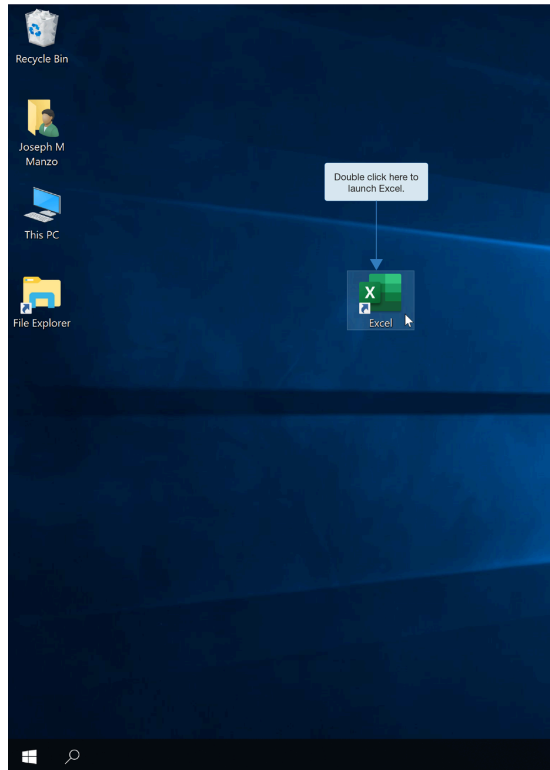 Recycle Bin
Joseph M
Manzo
This PC
File Explorer
Double click here to
launch Excel.
X
Excel